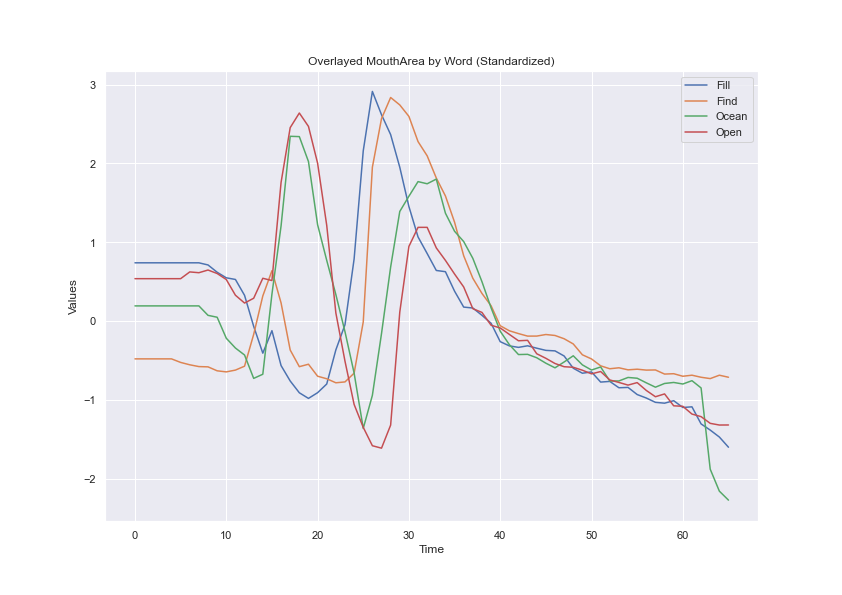 Overlayed MouthArea by Word (Standardized)
Fill
Find
Ocean
Open
Values
3
2
1
0
−1
−2
0 10 20 30 40 50 60
Time